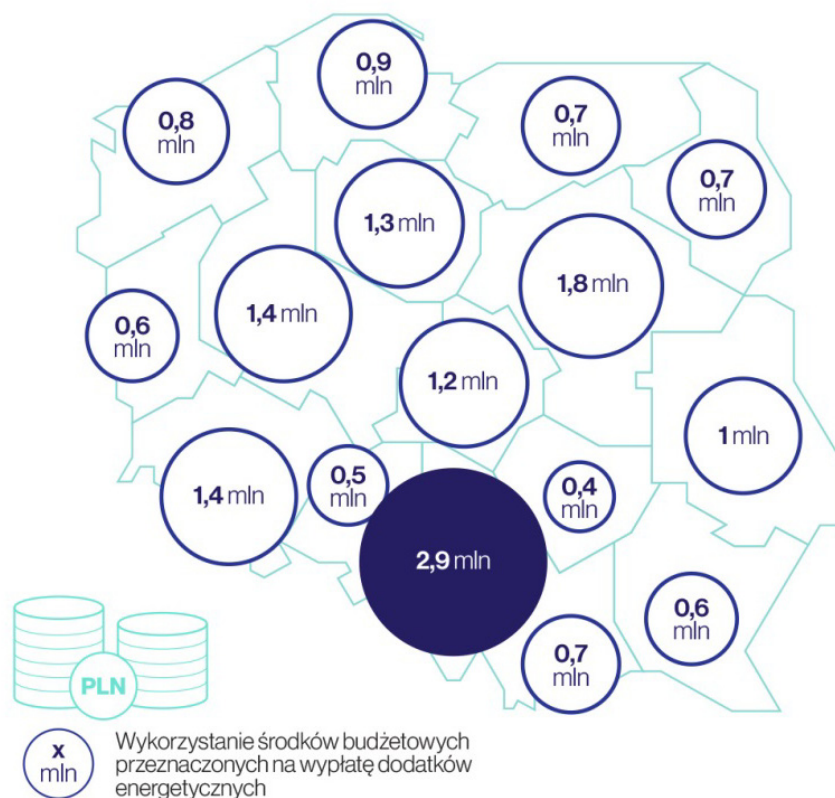 0,9
mln
0,8
mln
0,7
mln
0,7
mln
1,3 mln
1,8 mln
1,4 mln
0,6
mln
1,2 mln
1 mln
0,5
mln
1,4 mln
0,4
mln
2,9 mln
0,6
mln
0,7
mln
PLN
x
mln
Wykorzystanie środków budżetowych
przeznaczonych na wypłatę dodatków
energetycznych